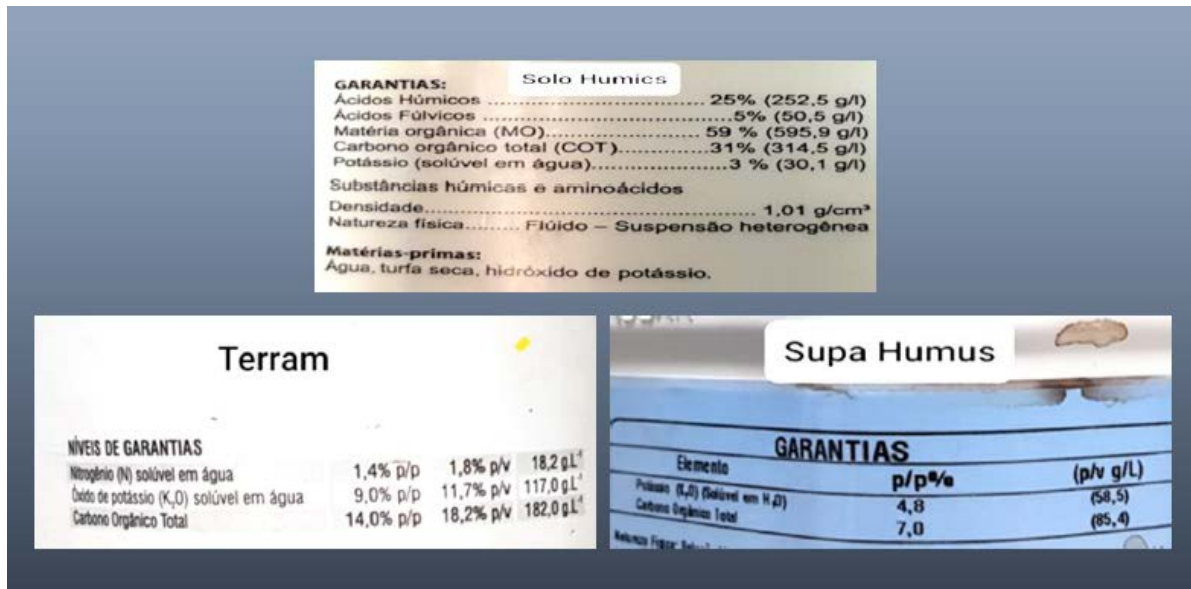 Solo Humics
GARANTIAS:
Ácidos Húmicos ........................................ 25% (252,5 g/l)
Ácidos Fúlvicos ........................................5% (50,5 g/l)
Matéria orgânica (MO)........................ 59 % (595,9 g/l)
Carbono orgânico total (COT)..............31% (314,5 g/l)
Potássio (solúvel em água)......................3 % (30,1 g/l)
Substâncias húmicas e aminoácidos
Densidade....................................................... 1,01 g/cm³
Natureza física......... Flúido – Suspensão heterogênea
Matérias-primas:
Água, turfa seca, hidróxido de potássio.
Terram
NÍVEIS DE GARANTIAS
Nitrogênio (N) solúvel em água 1,4% p/p 1,8% p/v 18,2 g.L⁻¹
Óxido de potássio (K₂O) solúvel em água 9,0% p/p 11,7% p/v 117,0 g.L⁻¹
Carbono Orgânico Total 14,0% p/p 18,2% p/v 182,0 g.L⁻¹
Supa Humus
GARANTIAS
Elemento p/p% (p/v g/L)
Potássio (K₂O) (Solúvel em H₂O) 4,8 (58,5)
Carbono Orgânico Total 7,0 (85,4)